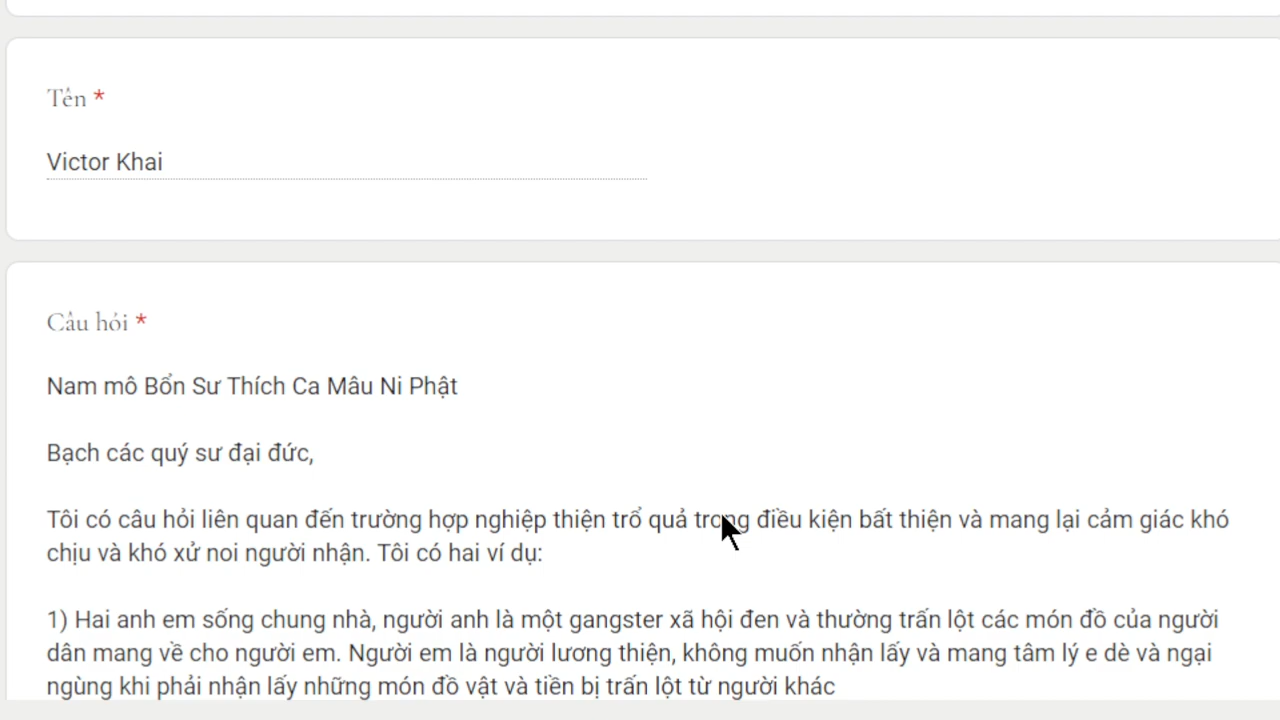 Tên *
Victor Khai
Câu hỏi *
Nam mô Bổn Sư Thích Ca Mâu Ni Phật
Bạch các quý sư đại đức,
Tôi có câu hỏi liên quan đến trường hợp nghiệp thiện trổ quả trong điều kiện bất thiện và mang lại cảm giác khó
chịu và khó xử noi người nhận. Tôi có hai ví dụ:
1) Hai anh em sống chung nhà, người anh là một gangster xã hội đen và thường trấn lột các món đồ của người
dân mang về cho người em. Người em là người lương thiện, không muốn nhận lấy và mang tâm lý e dè và ngại
ngùng khi phải nhận lấy những món đồ vật và tiền bị trấn lột từ người khác